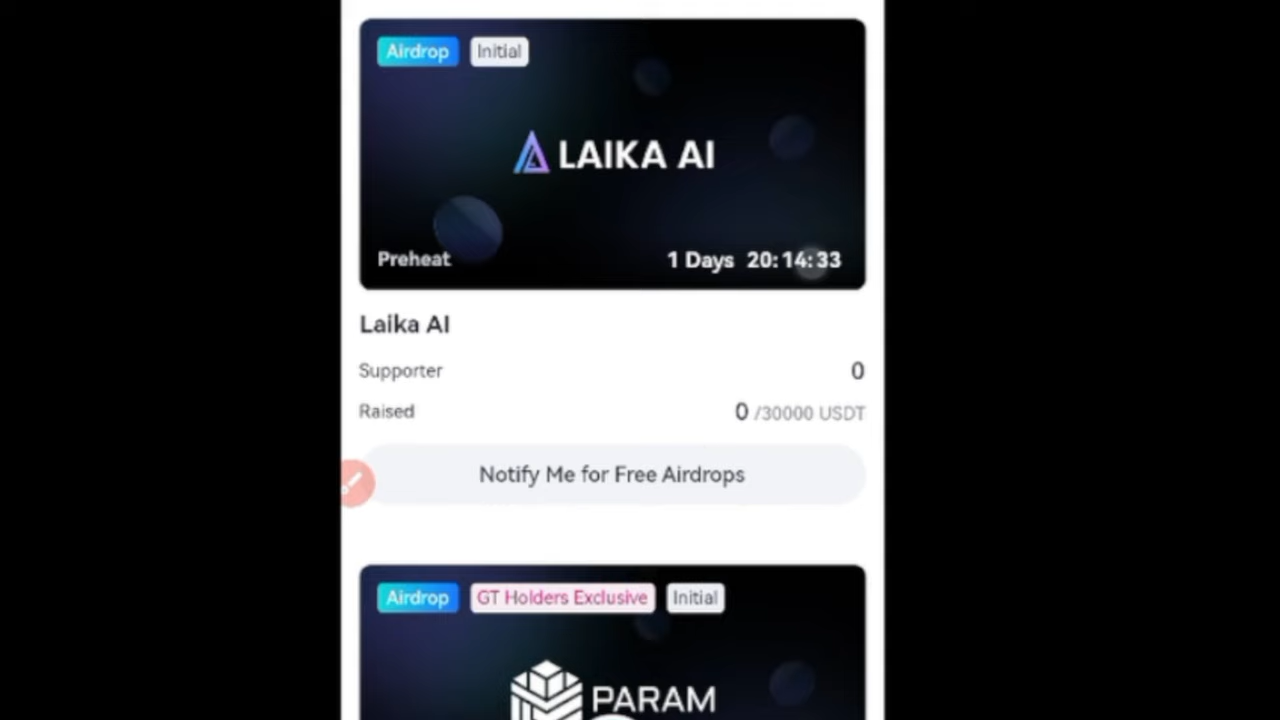 Airdrop Initial
LAIKA AI
Preheat 1 Days 20:14:33
Laika AI
Supporter 0
Raised 0 /30000 USDT
Notify Me for Free Airdrops
Airdrop GT Holders Exclusive Initial
PARAM